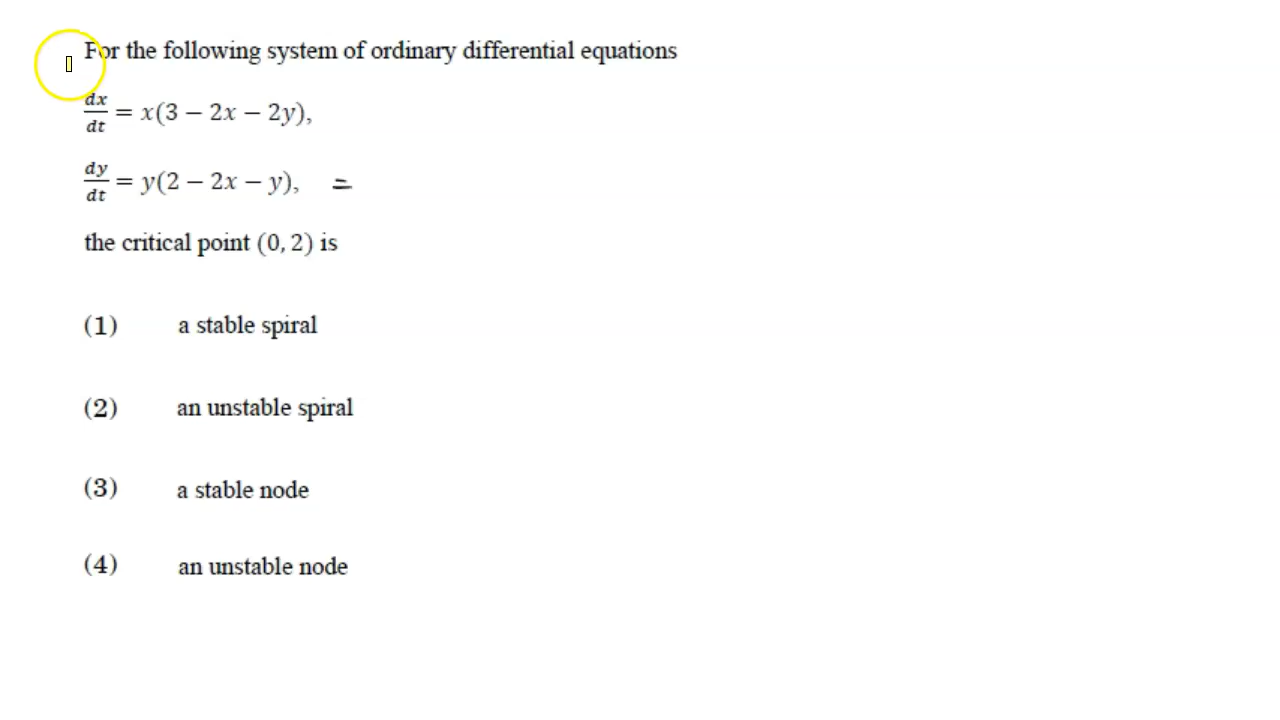 For the following system of ordinary differential equations
dx/dt = x(3 − 2x − 2y),
dy/dt = y(2 − 2x − y), =
the critical point (0, 2) is
(1) a stable spiral
(2) an unstable spiral
(3) a stable node
(4) an unstable node